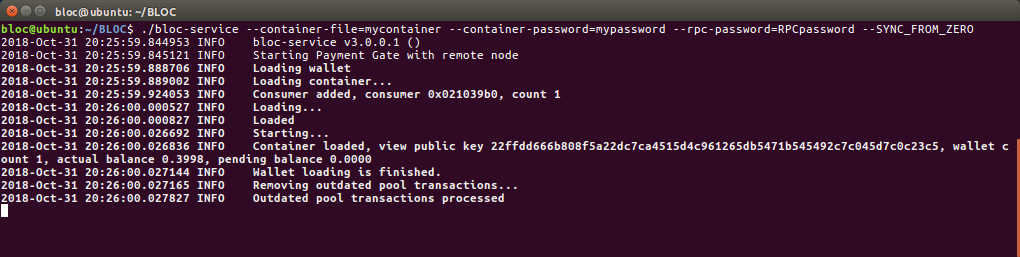 bloc@ubuntu: ~/BLOC
bloc@ubuntu:~/BLOC$ ./bloc-service --container-file=mycontainer --container-password=mypassword --rpc-password=RPCpassword --SYNC_FROM_ZERO
2018-Oct-31 20:25:59.844953 INFO    bloc-service v3.0.0.1 ()
2018-Oct-31 20:25:59.845121 INFO    Starting Payment Gate with remote node
2018-Oct-31 20:25:59.888706 INFO    Loading wallet
2018-Oct-31 20:25:59.889002 INFO    Loading container...
2018-Oct-31 20:25:59.924053 INFO    Consumer added, consumer 0x021039b0, count 1
2018-Oct-31 20:26:00.000527 INFO    Loading...
2018-Oct-31 20:26:00.000827 INFO    Loaded
2018-Oct-31 20:26:00.026692 INFO    Starting...
2018-Oct-31 20:26:00.026836 INFO    Container loaded, view public key 22ffdd666b808f5a22dc7ca4515d4c961265db5471b545492c7c045d7c0c23c5, wallet c
ount 1, actual balance 0.3998, pending balance 0.0000
2018-Oct-31 20:26:00.027144 INFO    Wallet loading is finished.
2018-Oct-31 20:26:00.027165 INFO    Removing outdated pool transactions...
2018-Oct-31 20:26:00.027827 INFO    Outdated pool transactions processed